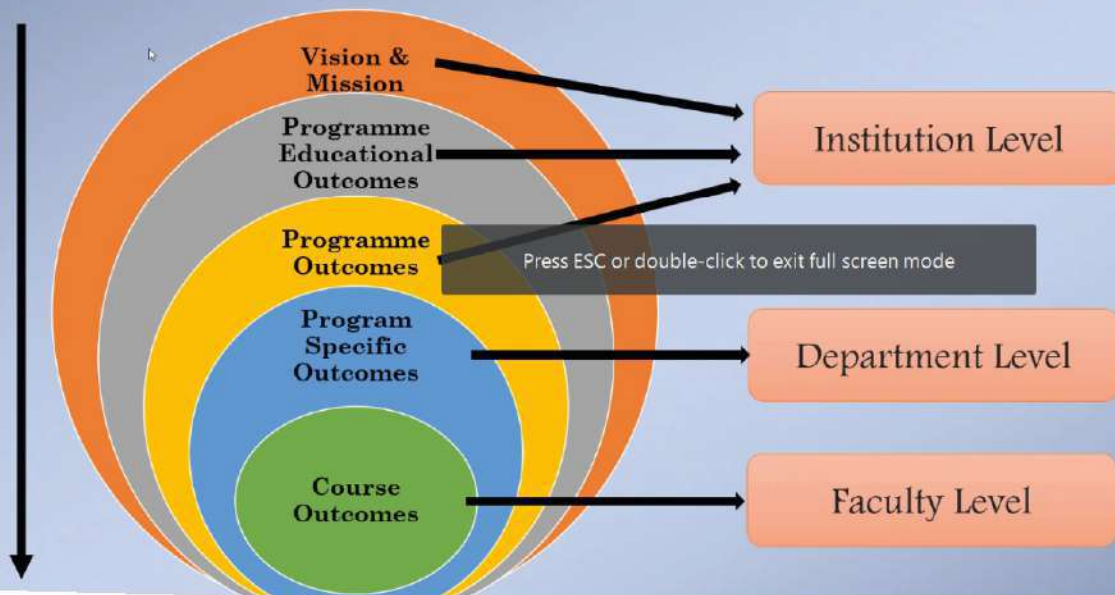 Vision &
Mission
Programme
Educational
Outcomes
Programme
Outcomes
Program
Specific
Outcomes
Course
Outcomes
Institution Level
Press ESC or double-click to exit full screen mode
Department Level
Faculty Level